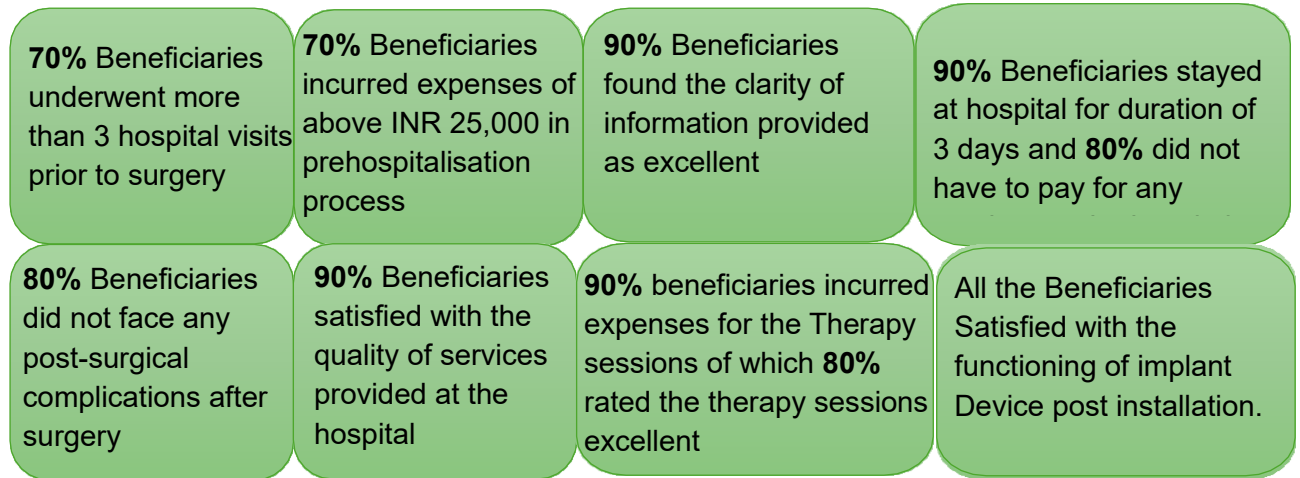 70% Beneficiaries
underwent more
than 3 hospital visits
prior to surgery
70% Beneficiaries
incurred expenses of
above INR 25,000 in
prehospitalisation
process
90% Beneficiaries
found the clarity of
information provided
as excellent
90% Beneficiaries stayed
at hospital for duration of
3 days and 80% did not
have to pay for any
80% Beneficiaries
did not face any
post-surgical
complications after
surgery
90% Beneficiaries
satisfied with the
quality of services
provided at the
hospital
90% beneficiaries incurred
expenses for the Therapy
sessions of which 80%
rated the therapy sessions
excellent
All the Beneficiaries
Satisfied with the
functioning of implant
Device post installation.